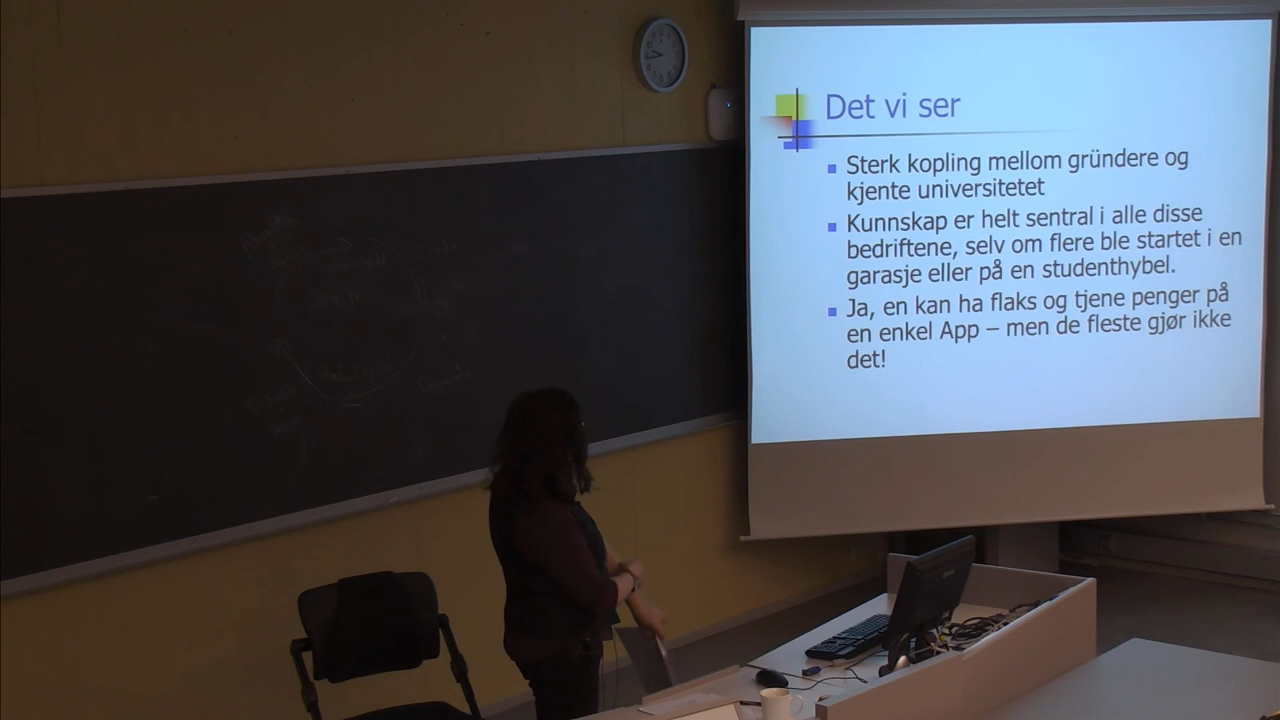 Det vi ser
Sterk kopling mellom gründere og
kjente universitetet
Kunnskap er helt sentral i alle disse
bedriftene, selv om flere ble startet i en
garasje eller på en studenthybel.
Ja, en kan ha flaks og tjene penger på
en enkel App – men de fleste gjør ikke
det!